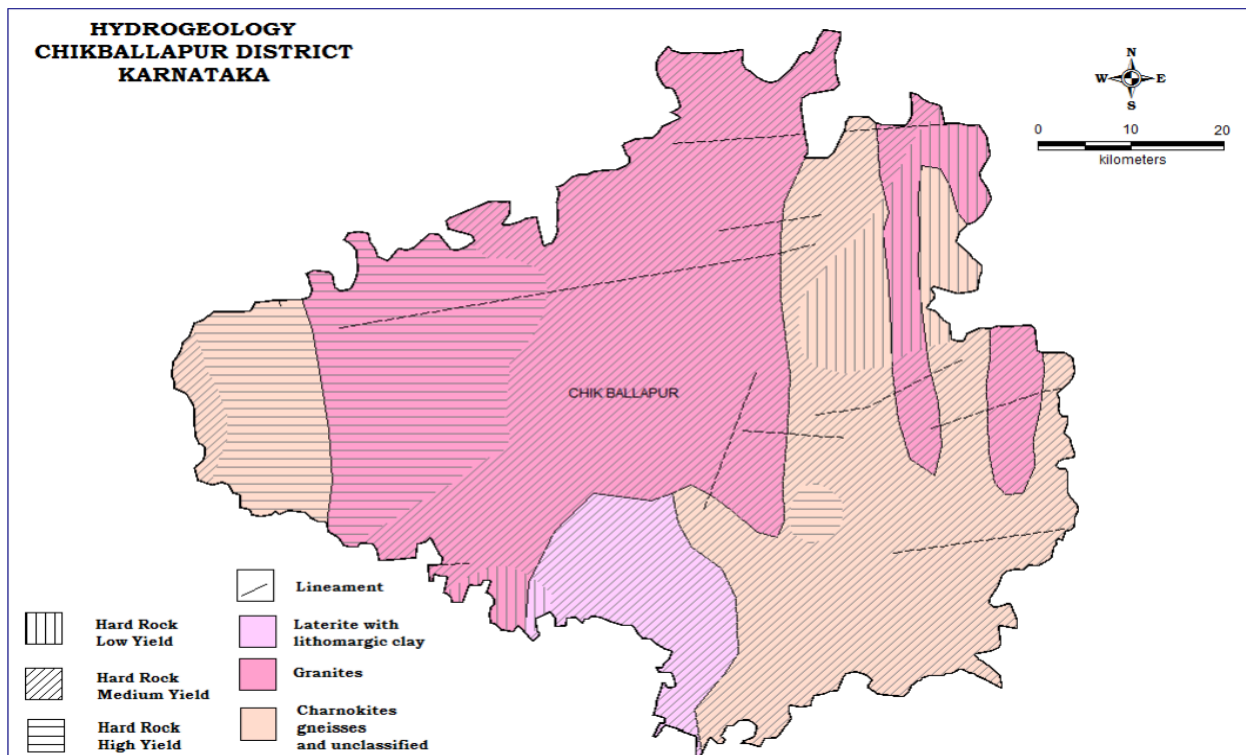 HYDROGEOLOGY
CHIKBALLAPUR DISTRICT
KARNATAKA
N
W E
S
0 10 20
kilometers
CHIK BALLAPUR
Hard Rock
Low Yield
Hard Rock
Medium Yield
Hard Rock
High Yield
Lineament
Laterite with
lithomargic clay
Granites
Charnokites
gneisses
and unclassified